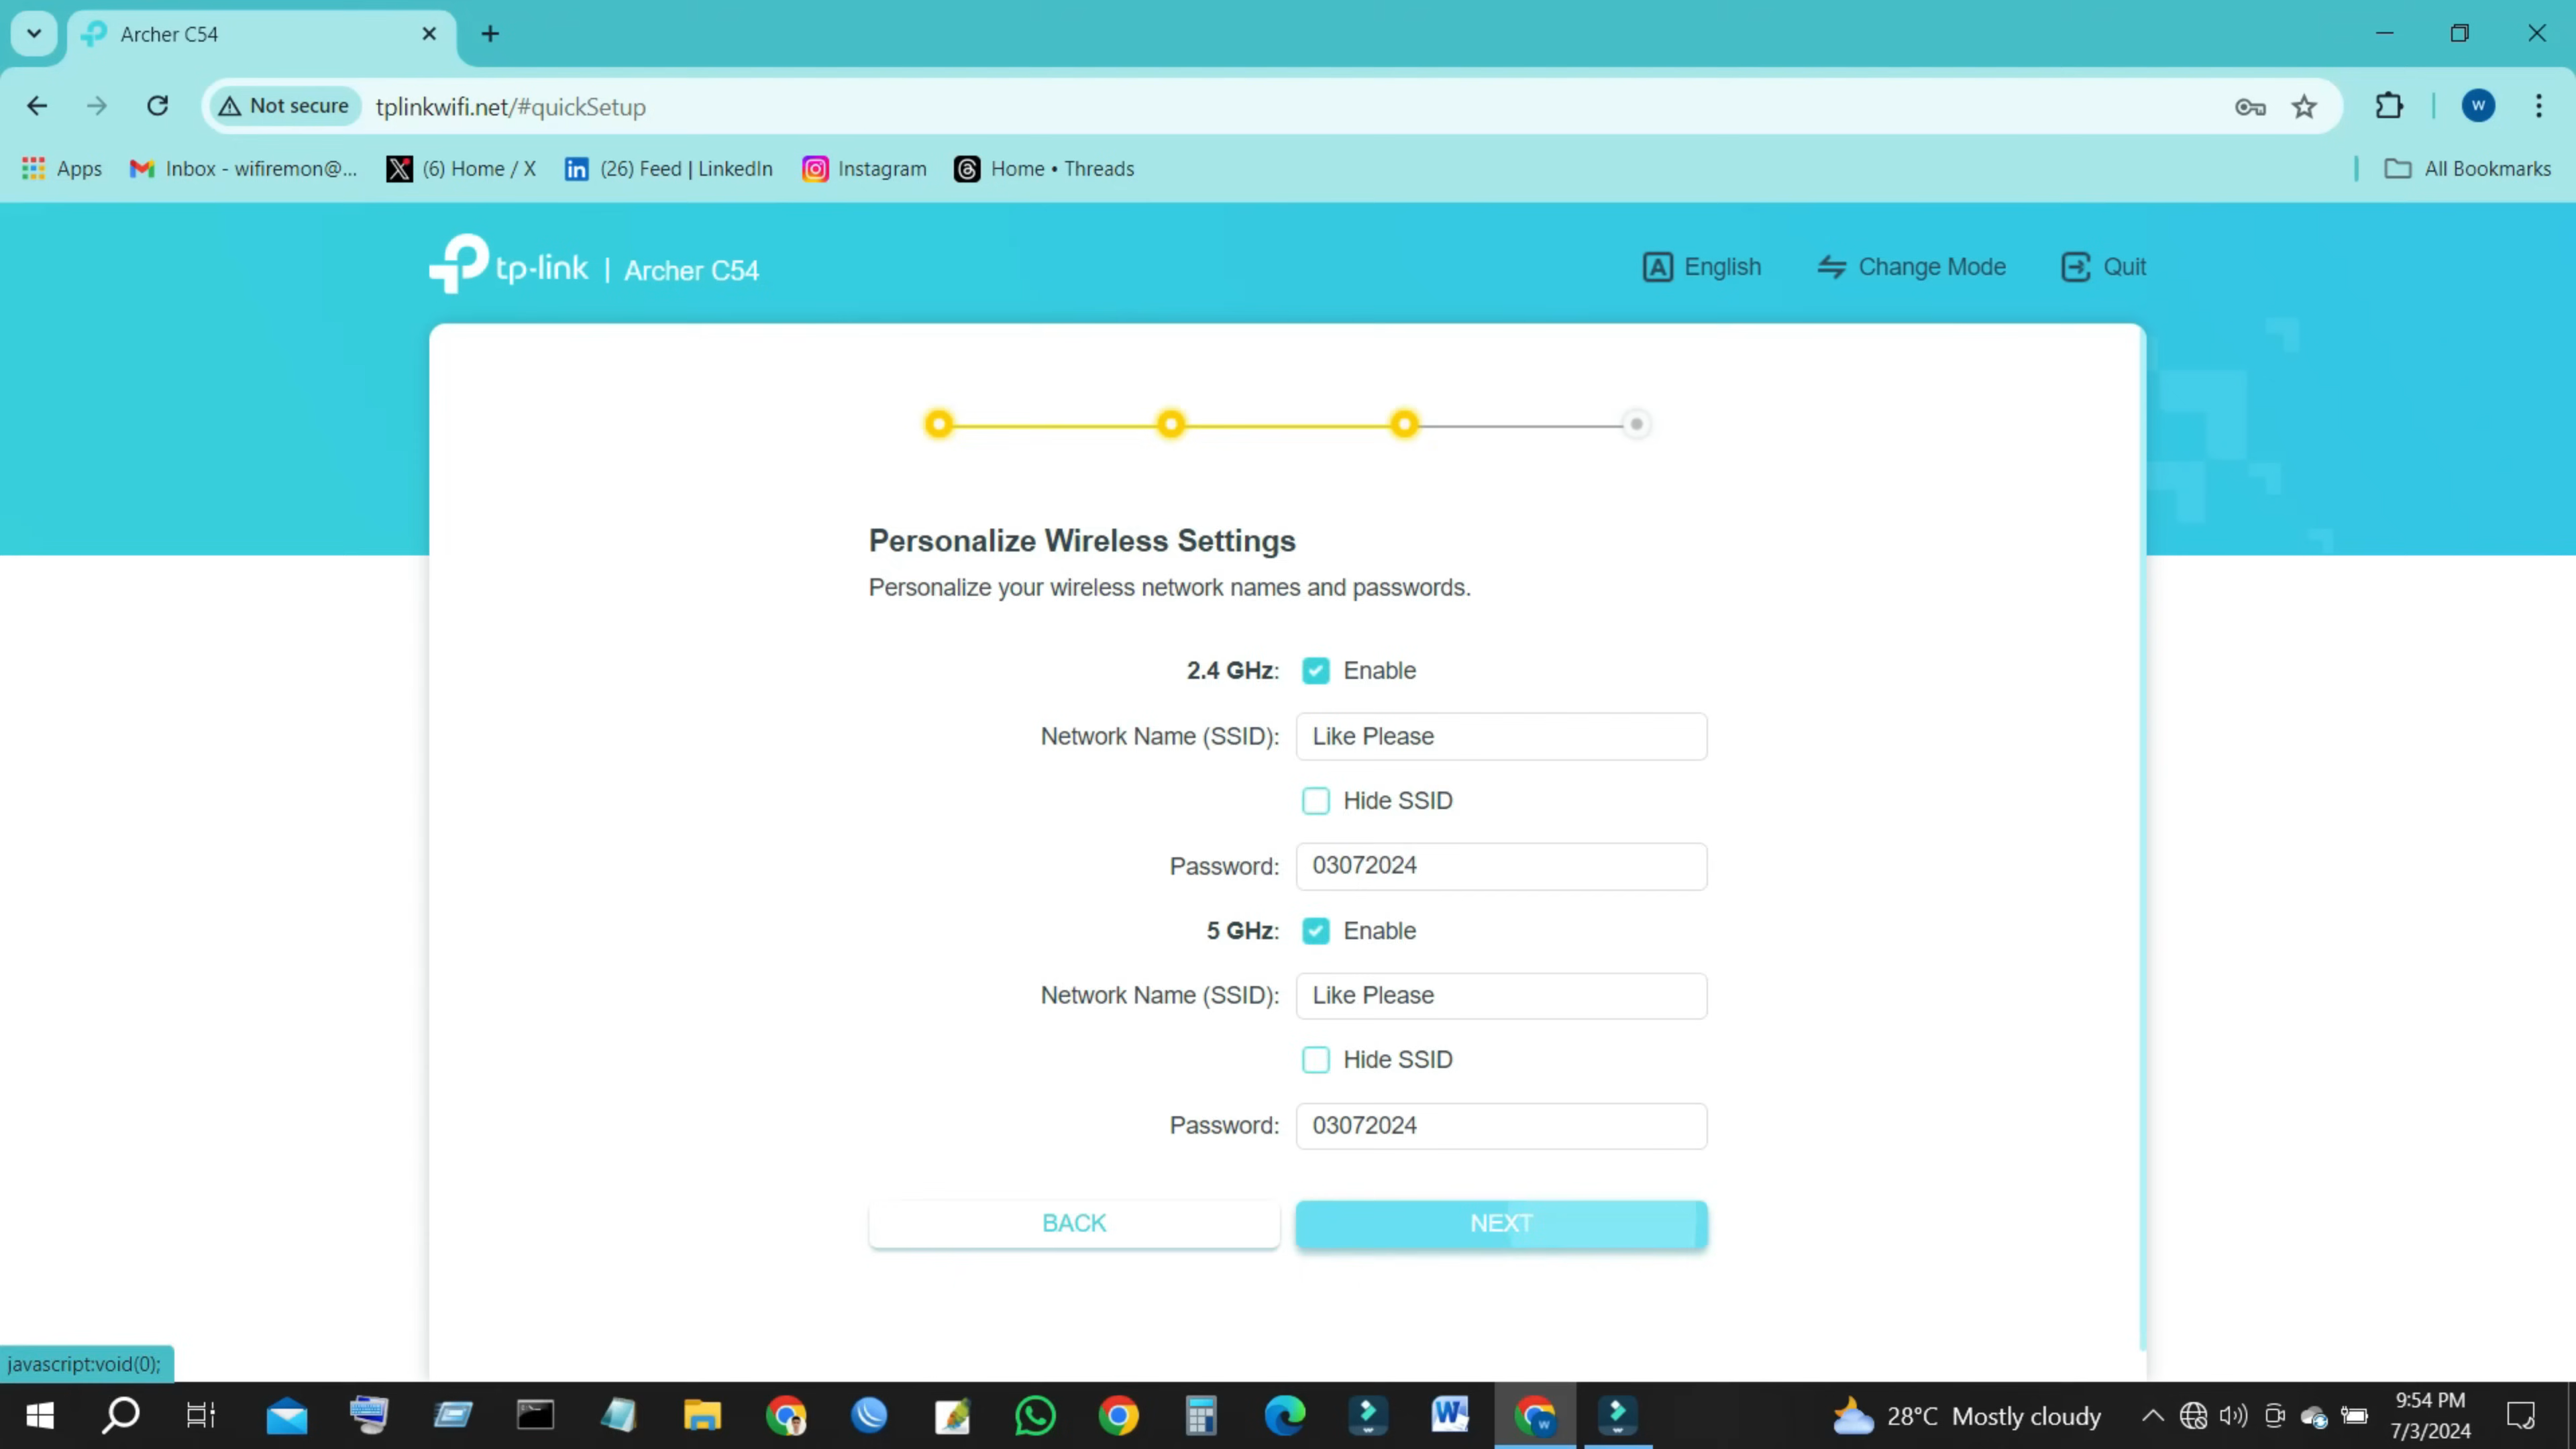 Archer C54
Not secure tplinkwifi.net/#quickSetup W
Apps Inbox - wifiremon@... (6) Home / X in (26) Feed | LinkedIn Instagram Home • Threads All Bookmarks
tp-link | Archer C54 A English Change Mode Quit
Personalize Wireless Settings
Personalize your wireless network names and passwords.
2.4 GHz: Enable
Network Name (SSID): Like Please
Hide SSID
Password: 03072024
5 GHz: Enable
Network Name (SSID): Like Please
Hide SSID
Password: 03072024
BACK NEXT
javascript:void(0);
W W 28°C Mostly cloudy 9:54 PM
7/3/2024